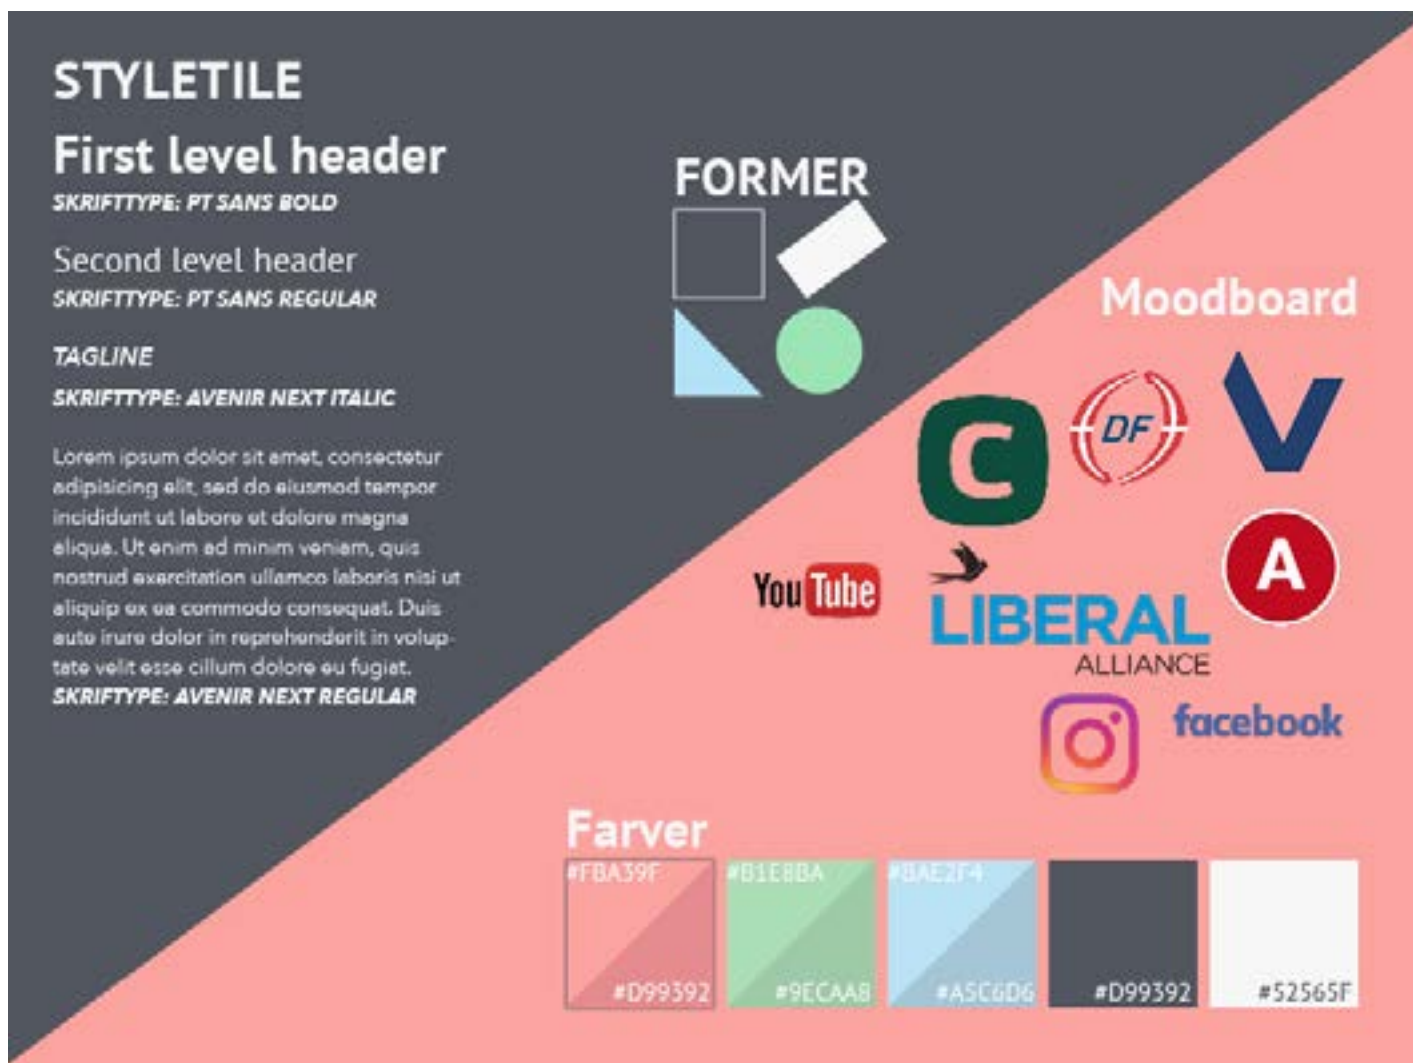 STYLETILE
First level header
SKRIFTTYPE: PT SANS BOLD
Second level header
SKRIFTTYPE: PT SANS REGULAR
TAGLINE
SKRIFTTYPE: AVENIR NEXT ITALIC
Lorem ipsum dolor sit amet, consectetur
adipisicing elit, sed do eiusmod tempor
incididunt ut labore et dolore magna
aliqua. Ut enim ad minim veniam, quis
nostrud exercitation ullamco laboris nisi ut
aliquip ex ea commodo consequat. Duis
aute irure dolor in reprehenderit in volup-
tate velit esse cillum dolore eu fugiat.
SKRIFTYPE: AVENIR NEXT REGULAR
FORMER
Moodboard
C
DF
V
A
YouTube
LIBERAL
ALLIANCE
facebook
Farver
#FBA39F
#B1E8BA
#BAE2F4
#D99392
#9ECAA8
#A5C6D6
#D99392
#52565F